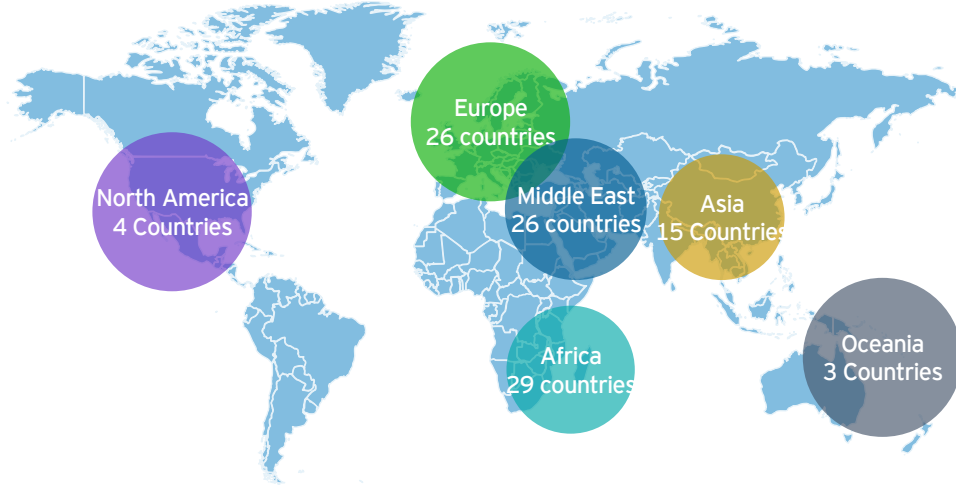 Europe
26 countries
North America
4 Countries
Middle East
26 countries
Asia
15 Countries
Africa
29 countries
Oceania
3 Countries